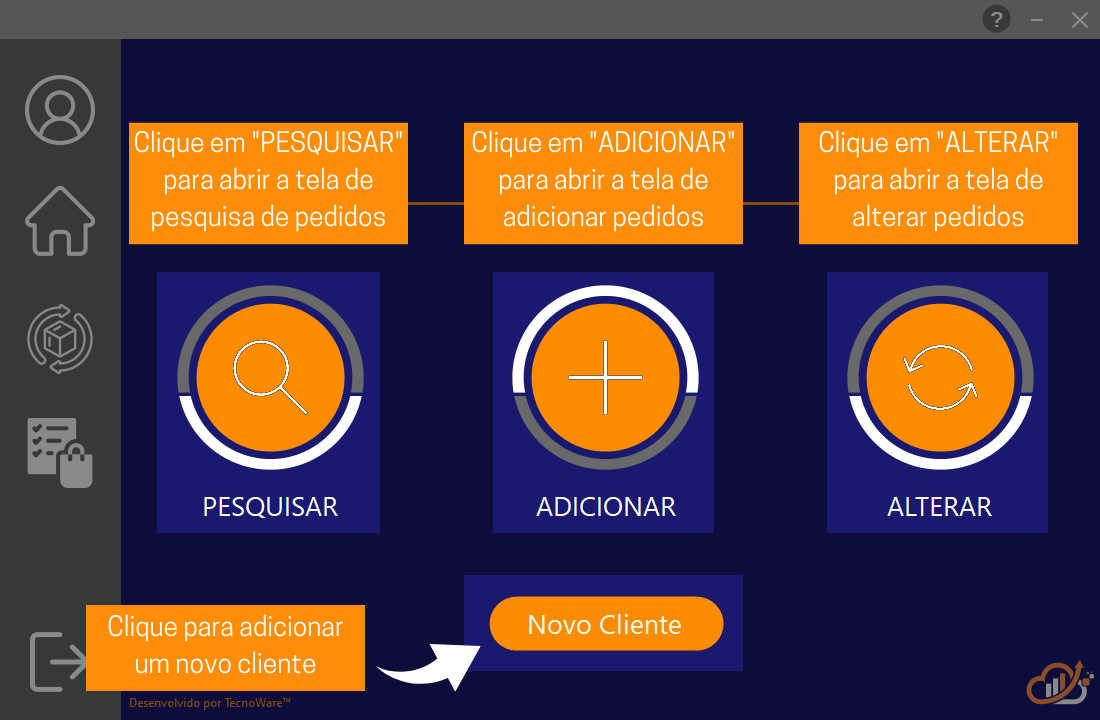 ?
Clique em "PESQUISAR"
para abrir a tela de
pesquisa de pedidos
Clique em "ADICIONAR"
para abrir a tela de
adicionar pedidos
Clique em "ALTERAR"
para abrir a tela de
alterar pedidos
PESQUISAR
ADICIONAR
ALTERAR
Novo Cliente
Clique para adicionar
um novo cliente
Desenvolvido por TecnoWare™